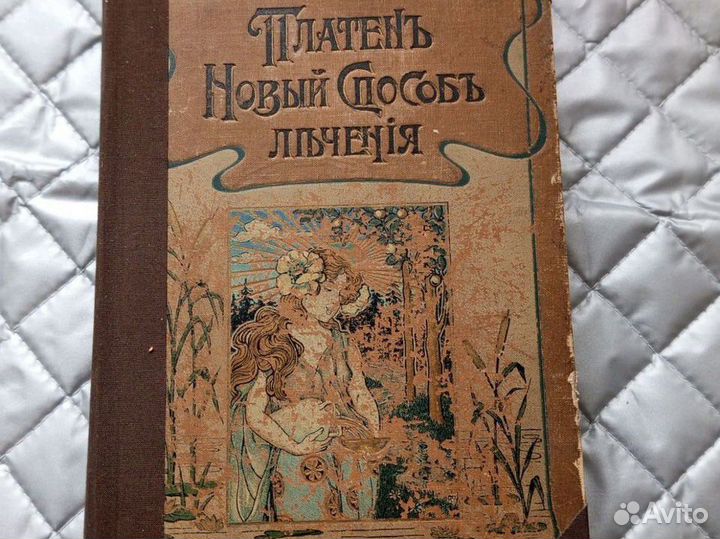 Платенъ
Новый Способъ
лѣченія
Avito